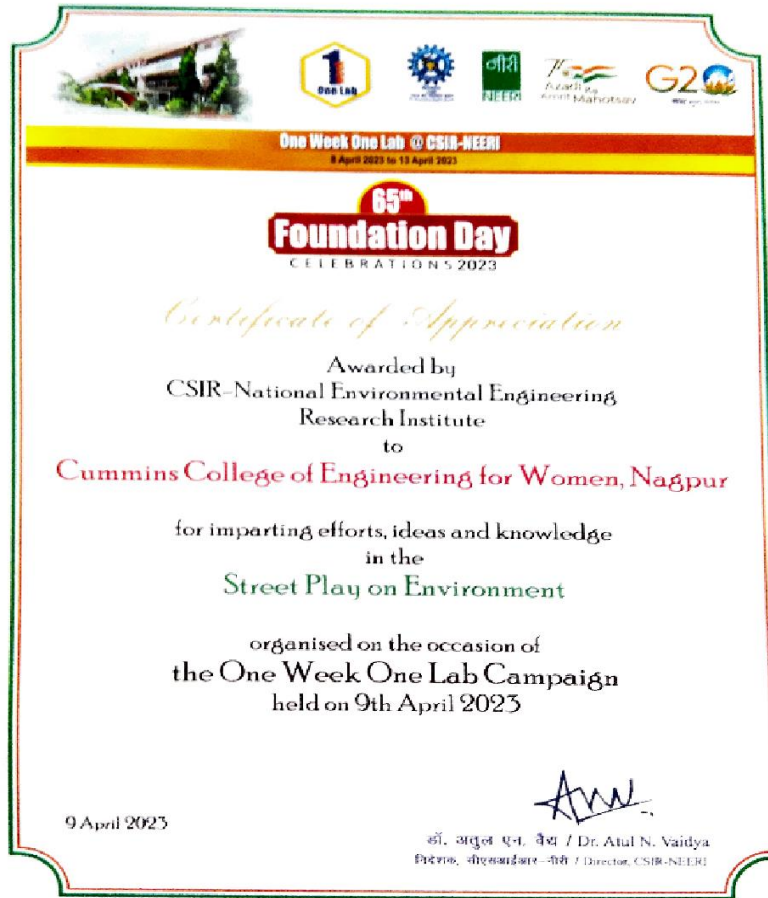 One Lab
नीरी
NEERI
Azadi Ka
Amrit Mahotsav
G20
One Week One Lab @ CSIR-NEERI
8 April 2023 to 13 April 2023
65th
Foundation Day
CELEBRATIONS 2023
Certificate of Appreciation
Awarded by
CSIR-National Environmental Engineering
Research Institute
to
Cummins College of Engineering for Women, Nagpur
for imparting efforts, ideas and knowledge
in the
Street Play on Environment
organised on the occasion of
the One Week One Lab Campaign
held on 9th April 2023
9 April 2023
डॉ. अतुल एन. वैद्य / Dr. Atul N. Vaidya
निदेशक, सीएसआईआर-नीरी / Director, CSIR-NEERI